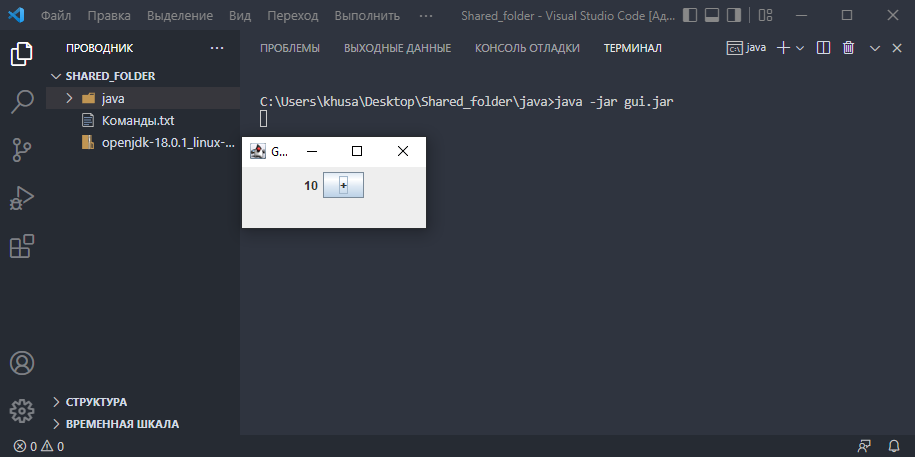 Файл Правка Выделение Вид Переход Выполнить ··· Shared_folder - Visual Studio Code [Ад...
ПРОВОДНИК ···
SHARED_FOLDER
java
Команды.txt
openjdk-18.0.1_linux-...
СТРУКТУРА
ВРЕМЕННАЯ ШКАЛА
ПРОБЛЕМЫ ВЫХОДНЫЕ ДАННЫЕ КОНСОЛЬ ОТЛАДКИ ТЕРМИНАЛ java
C:\Users\khusa\Desktop\Shared_folder\java>java -jar gui.jar
G...
10 +
0 0